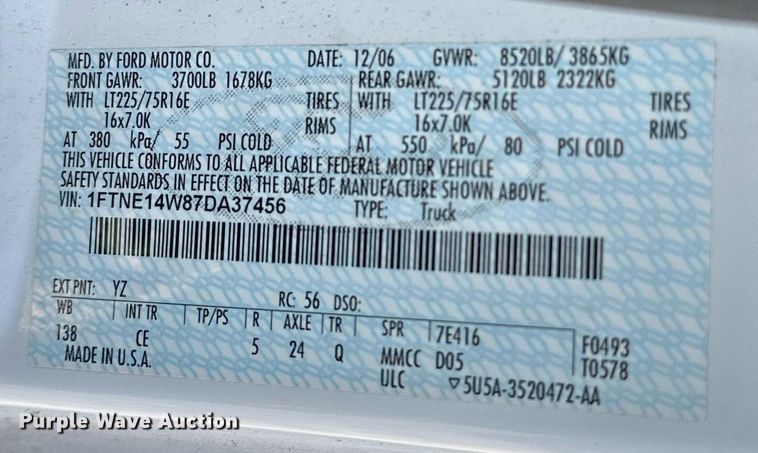 MFD. BY FORD MOTOR CO. DATE: 12/06 GVWR: 8520LB/ 3865KG
FRONT GAWR: 3700LB 1678KG REAR GAWR: 5120LB 2322KG
WITH LT225/75R16E TIRES WITH LT225/75R16E TIRES
16x7.0K RIMS 16x7.0K RIMS
AT 380 kPa/ 55 PSI COLD AT 550 kPa/ 80 PSI COLD
THIS VEHICLE CONFORMS TO ALL APPLICABLE FEDERAL MOTOR VEHICLE
SAFETY STANDARDS IN EFFECT ON THE DATE OF MANUFACTURE SHOWN ABOVE.
VIN: 1FTNE14W87DA37456 TYPE: Truck
EXT PNT: YZ RC: 56 DSO:
WB INT TR TP/PS R AXLE TR SPR 7E416 F0493
138 CE 5 24 Q MMCC D05 T0578
MADE IN U.S.A. ULC ▽5U5A-3520472-AA
Purple Wave Auction